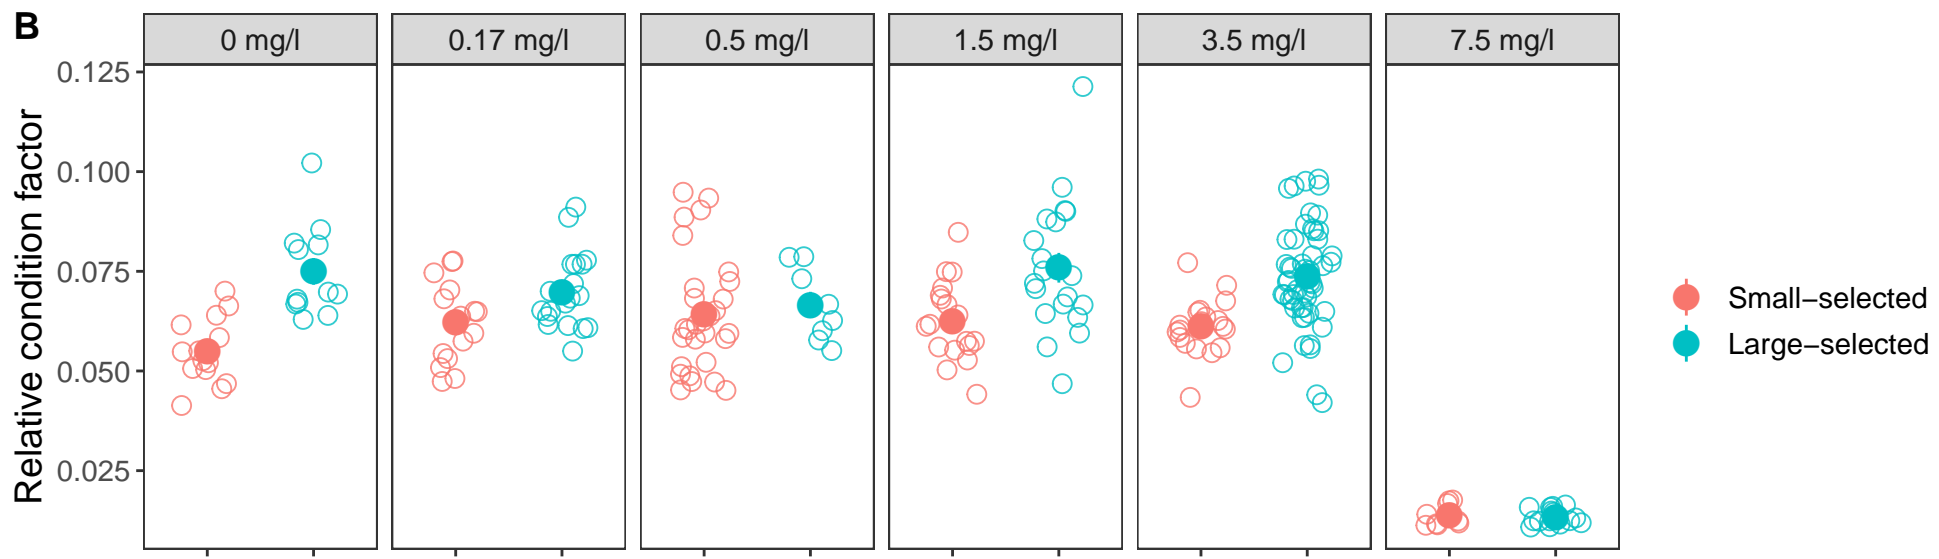 B
0 mg/l
0.17 mg/l
0.5 mg/l
1.5 mg/l
3.5 mg/l
7.5 mg/l
Relative condition factor
0.125
0.100
0.075
0.050
0.025
Small−selected
Large−selected